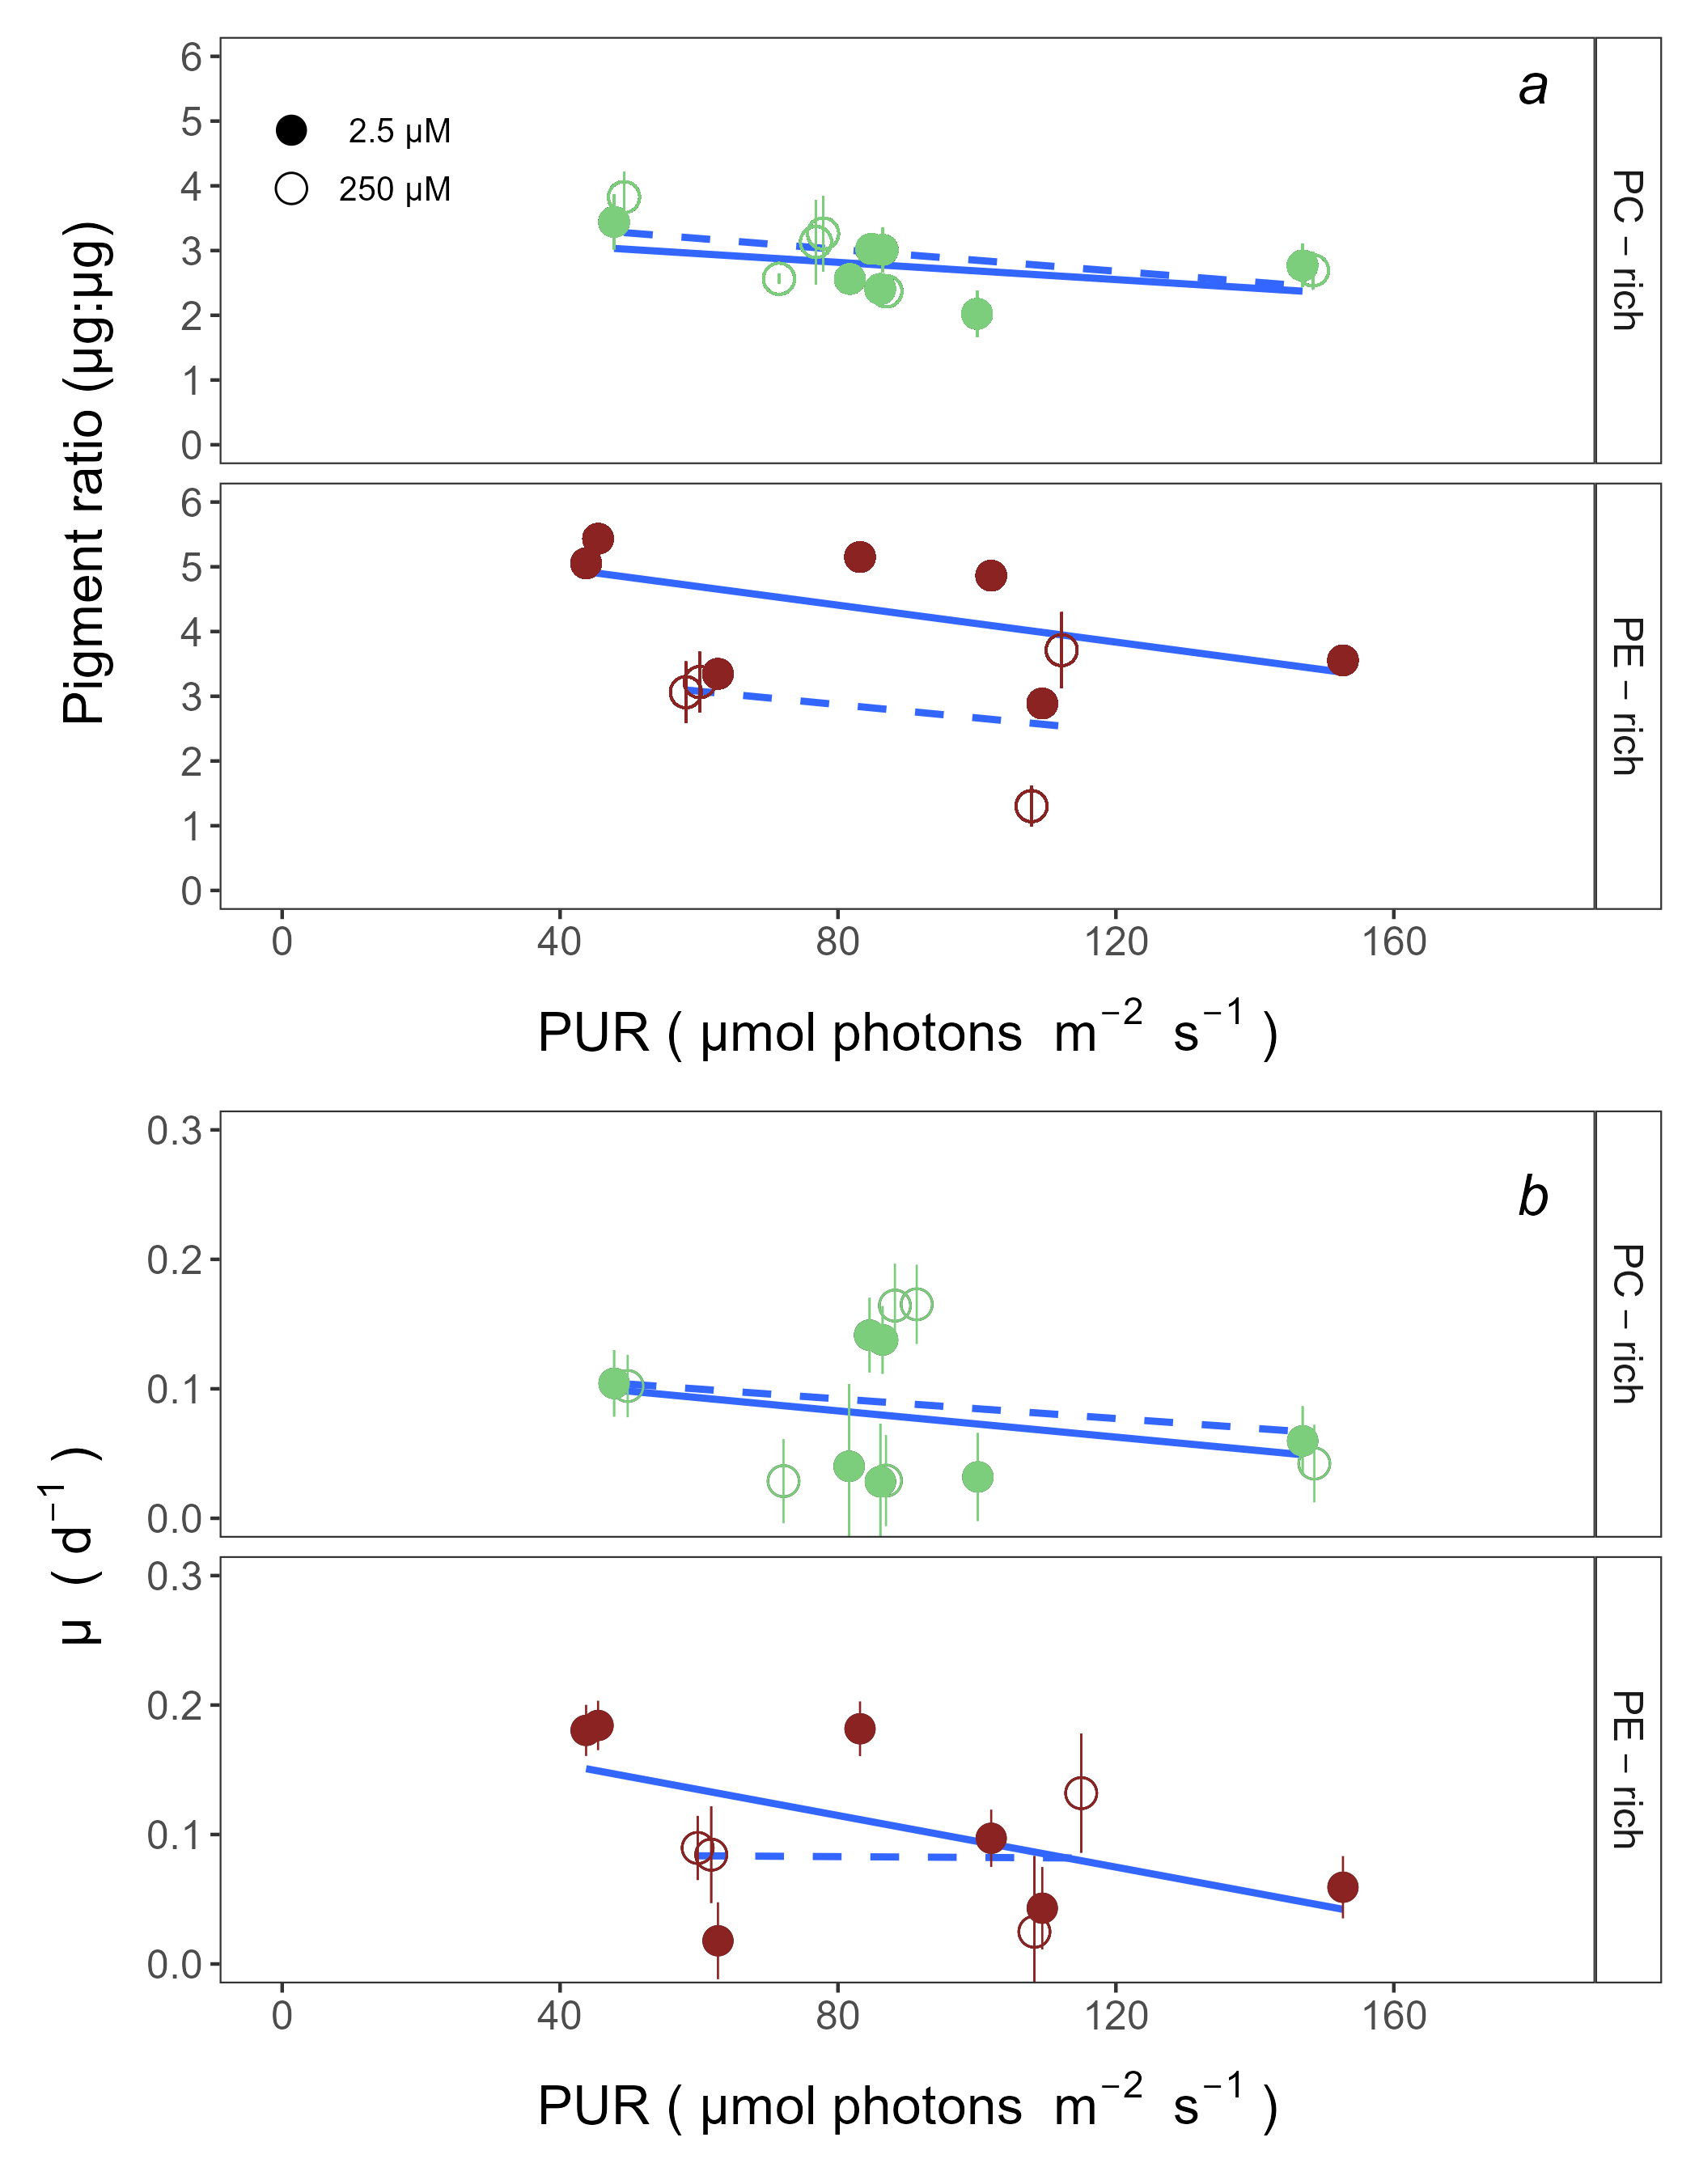 a
2.5 µM
250 µM
6
5
4
3
2
1
0
PC – rich
6
5
4
3
2
1
0
PE – rich
Pigment ratio (µg:µg)
0 40 80 120 160
PUR ( µmol photons m⁻² s⁻¹ )
b
0.3
0.2
0.1
0.0
PC – rich
0.3
0.2
0.1
0.0
PE – rich
µ ( d⁻¹ )
0 40 80 120 160
PUR ( µmol photons m⁻² s⁻¹ )